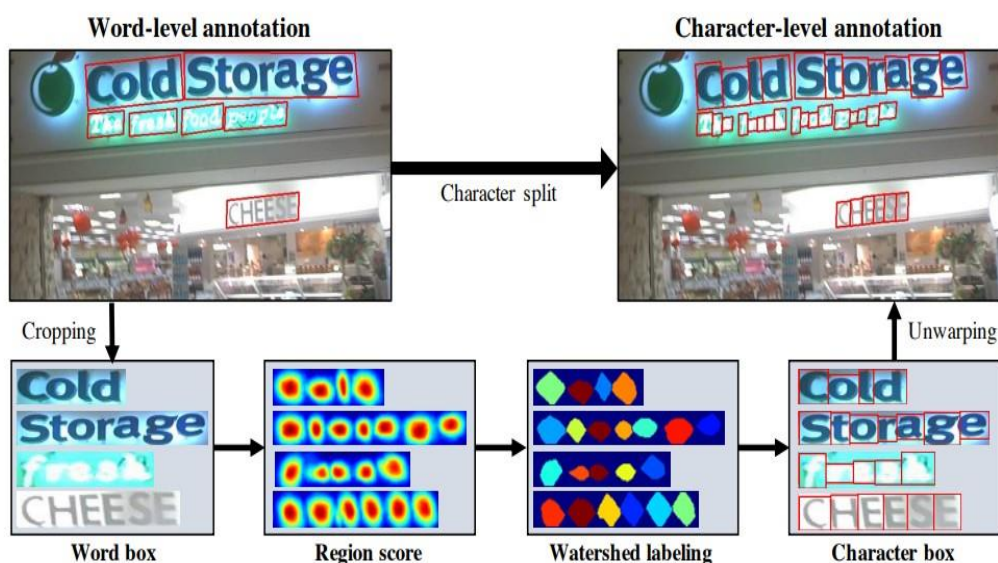 Word-level annotation
Character-level annotation
Cold Storage
The fresh food people
CHEESE
Character split
Cold Storage
The fresh food people
CHEESE
Cropping
Unwarping
Cold
Storage
fresh
CHEESE
Cold
Storage
fresh
CHEESE
Word box
Region score
Watershed labeling
Character box